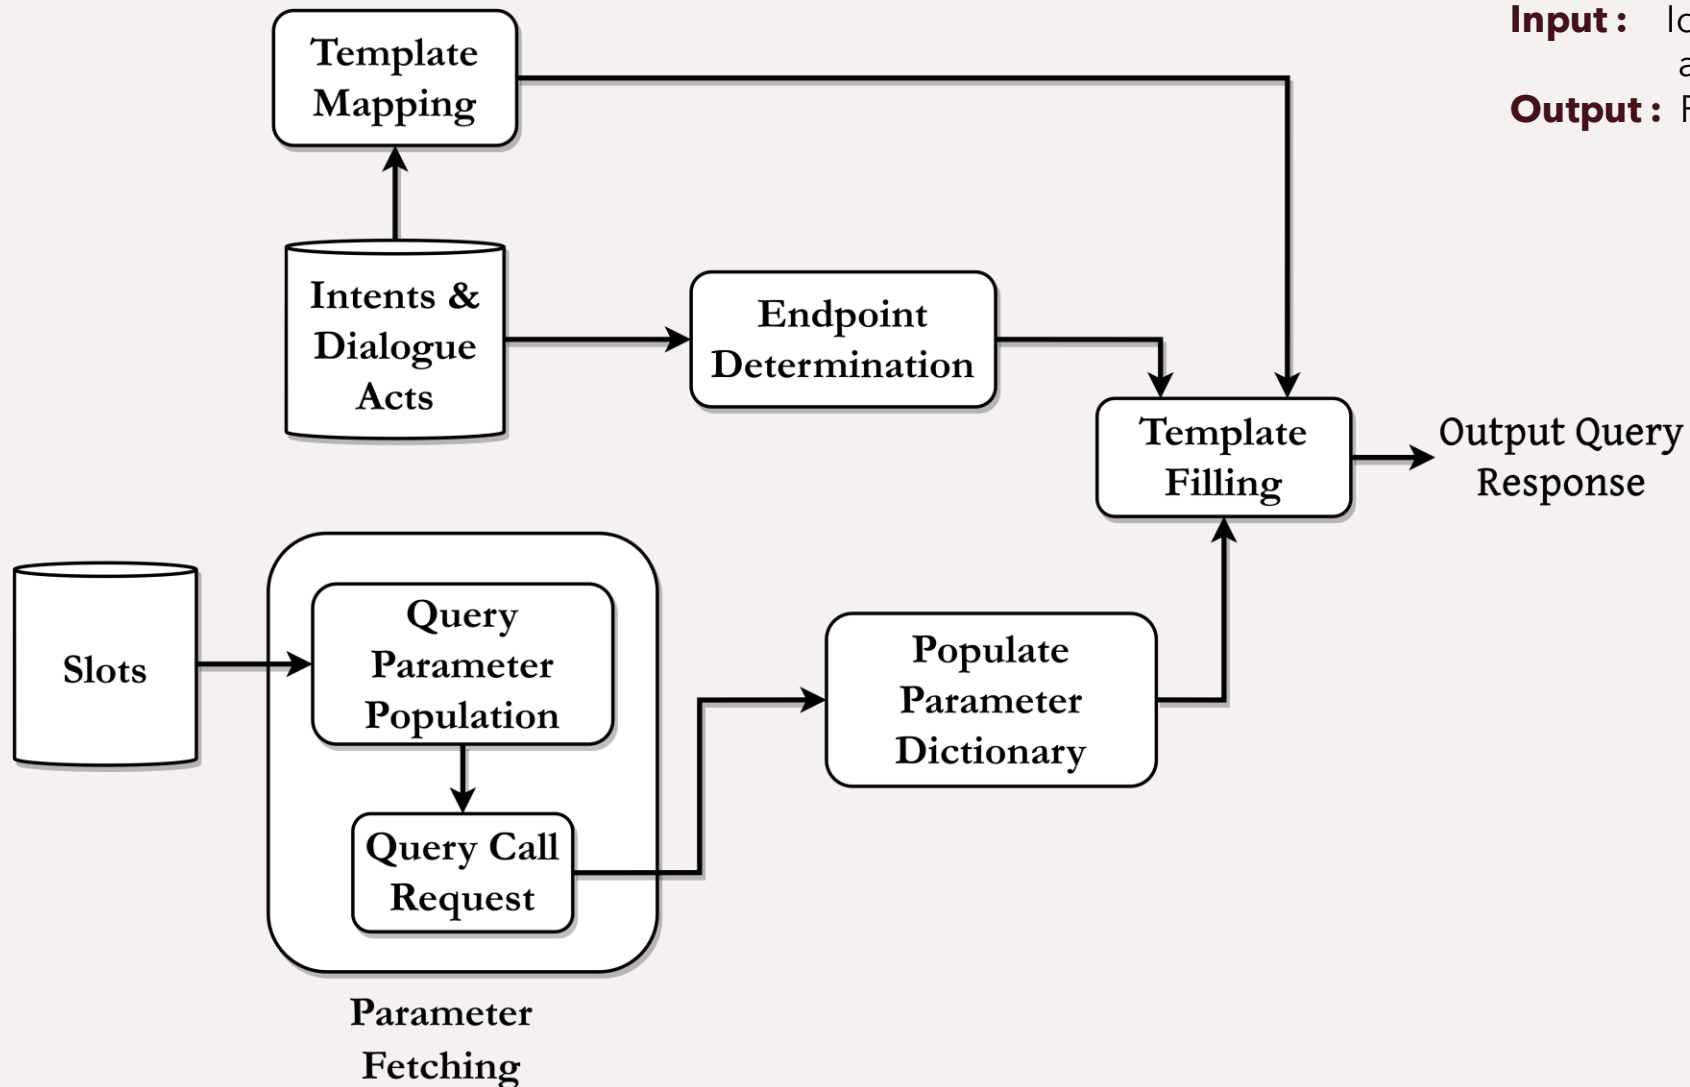 Template
Mapping
Input :
Output :
Intents &
Dialogue
Acts
Endpoint
Determination
Template
Filling
Output Query
Response
Slots
Query
Parameter
Population
Query Call
Request
Populate
Parameter
Dictionary
Parameter
Fetching